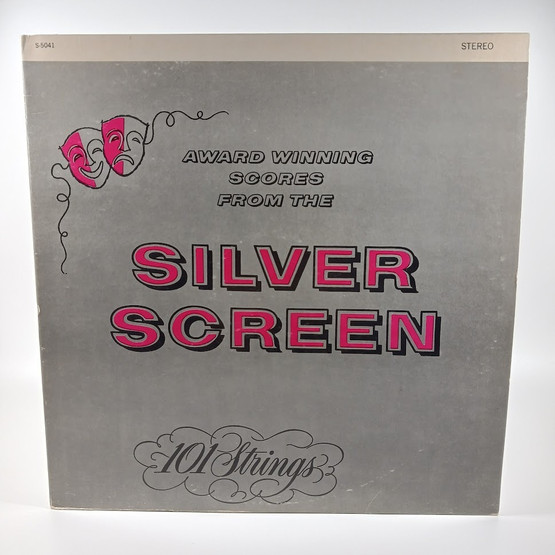 S-5041
STEREO
AWARD WINNING
SCORES
FROM THE
SILVER
SCREEN
101 Strings